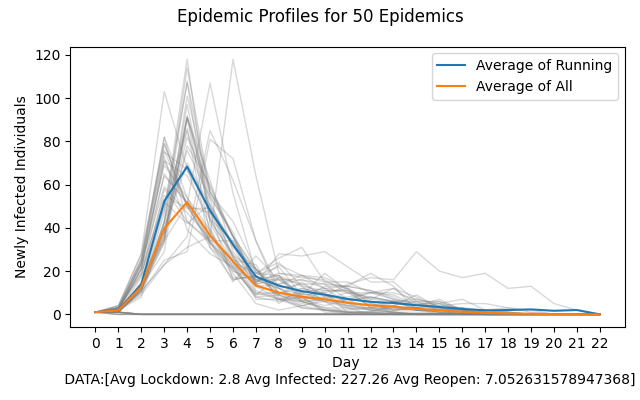 Epidemic Profiles for 50 Epidemics
120
100
80
60
40
20
0
Newly Infected Individuals
Average of Running
Average of All
0 1 2 3 4 5 6 7 8 9 10 11 12 13 14 15 16 17 18 19 20 21 22
Day
DATA:[Avg Lockdown: 2.8 Avg Infected: 227.26 Avg Reopen: 7.052631578947368]